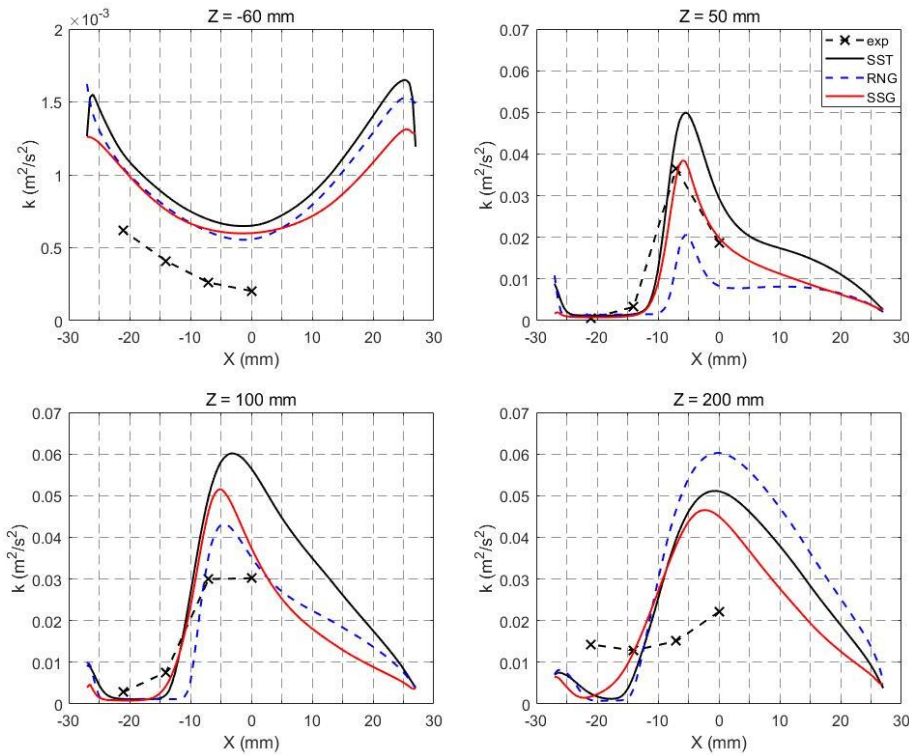 Z = -60 mm
×10⁻³
2
1.5
1
0.5
0
k (m²/s²)
-30 -20 -10 0 10 20 30
X (mm)
Z = 50 mm
0.07
0.06
0.05
0.04
0.03
0.02
0.01
0
k (m²/s²)
-30 -20 -10 0 10 20 30
X (mm)
exp
SST
RNG
SSG
Z = 100 mm
0.07
0.06
0.05
0.04
0.03
0.02
0.01
0
k (m²/s²)
-30 -20 -10 0 10 20 30
X (mm)
Z = 200 mm
0.07
0.06
0.05
0.04
0.03
0.02
0.01
0
k (m²/s²)
-30 -20 -10 0 10 20 30
X (mm)